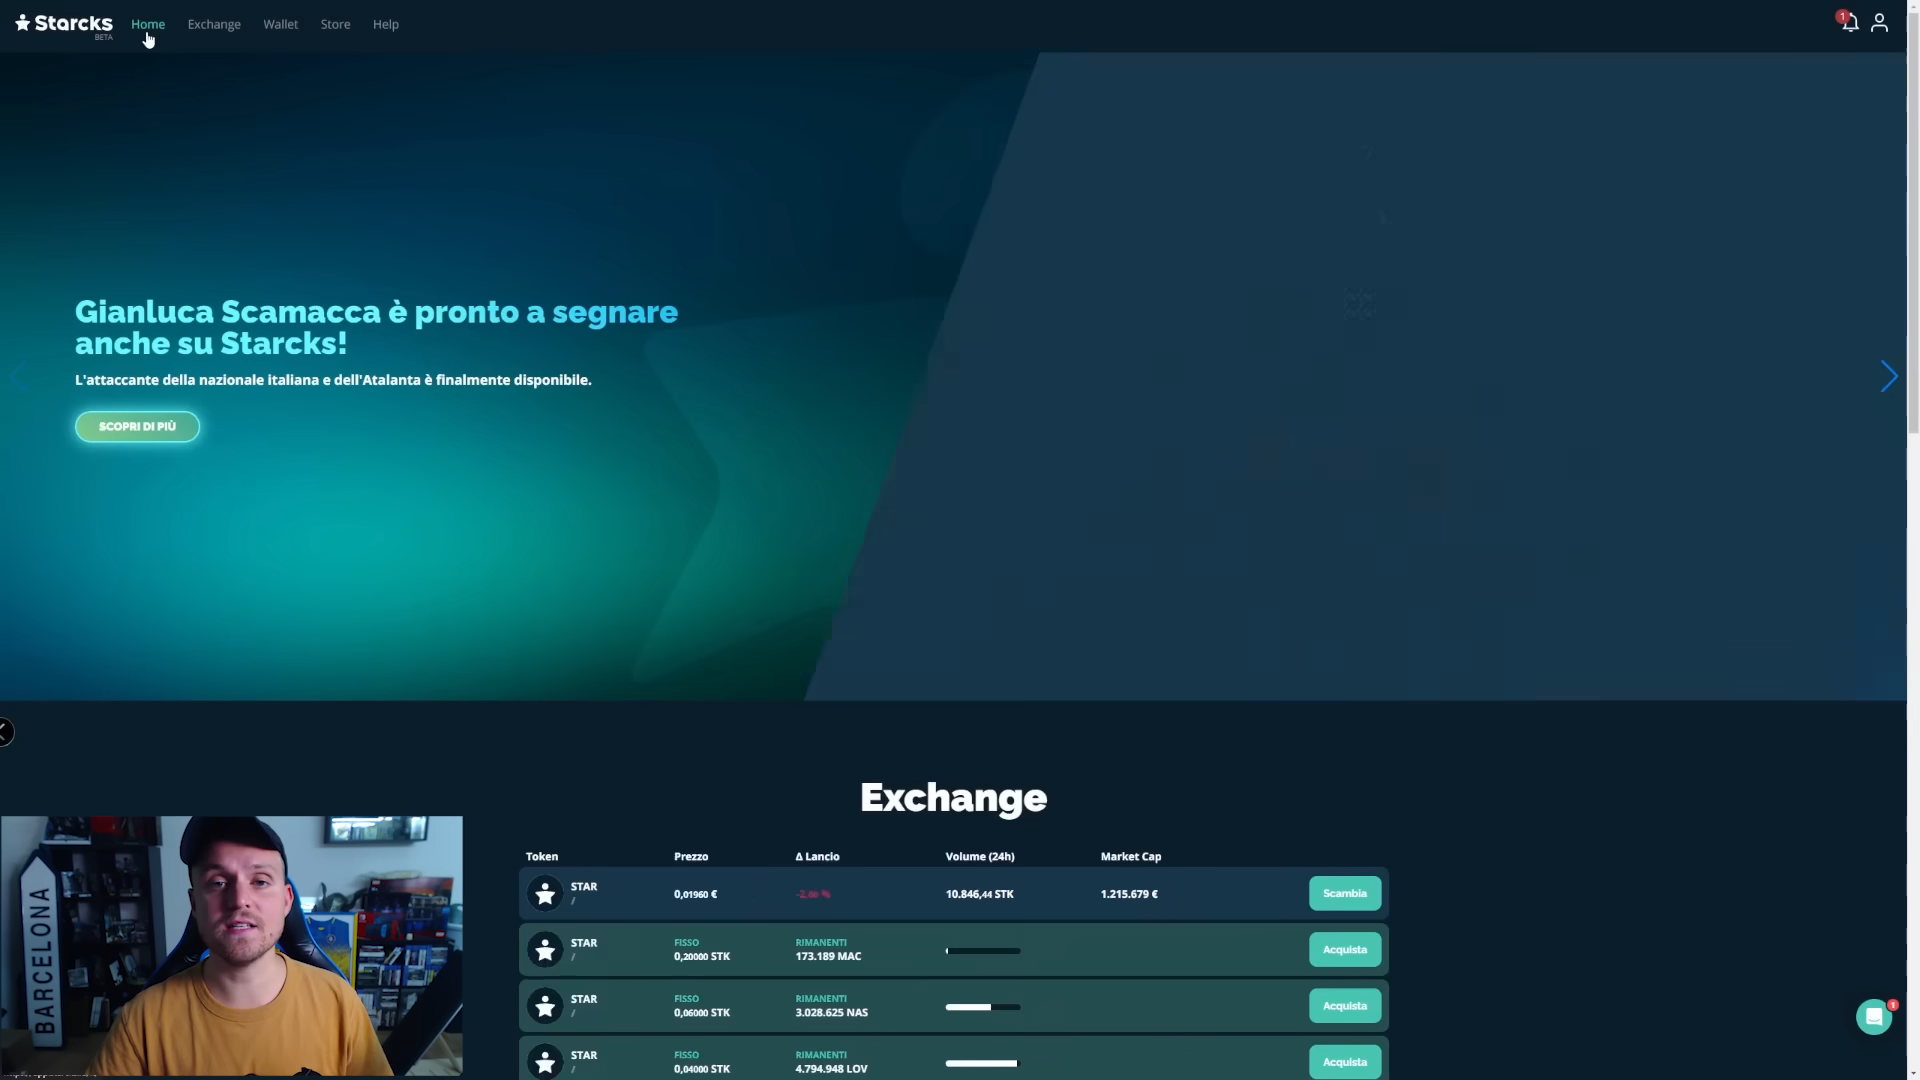 Starcks
BETA
Home
Exchange
Wallet
Store
Help
1
Gianluca Scamacca è pronto a segnare
anche su Starcks!
L'attaccante della nazionale italiana e dell'Atalanta è finalmente disponibile.
SCOPRI DI PIÙ
Exchange
Token Prezzo Δ Lancio Volume (24h) Market Cap
STAR
/
0,01960 € -2.00 % 10.846,44 STK 1.215.679 € Scambia
STAR
/
FISSO
0,20000 STK
RIMANENTI
173.189 MAC
Acquista
STAR
/
FISSO
0,06000 STK
RIMANENTI
3.028.625 NAS
Acquista
STAR
/
FISSO
0,04000 STK
RIMANENTI
4.794.948 LOV
Acquista
1
BARCELONA